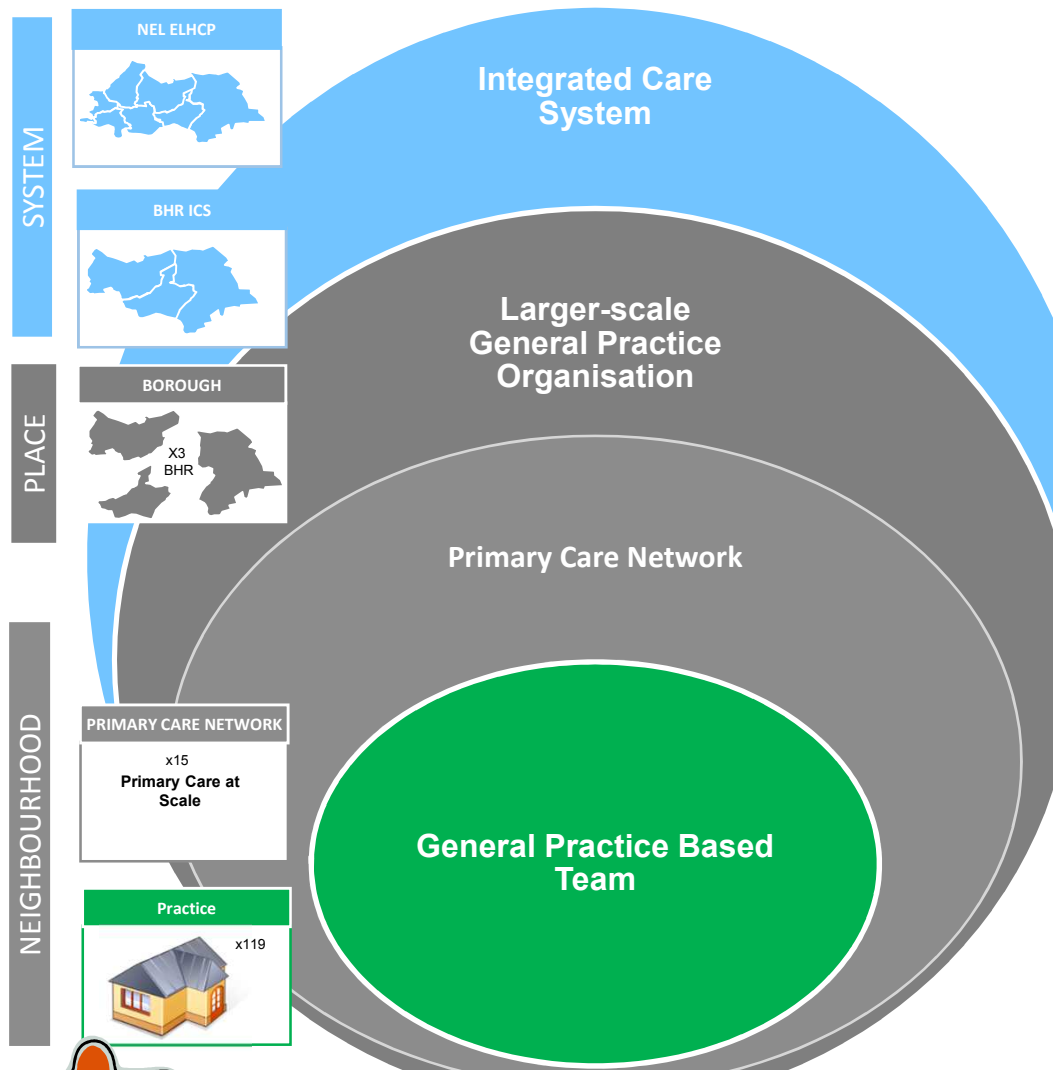 SYSTEM
NEL ELHCP
BHR ICS
PLACE
BOROUGH
X3
BHR
NEIGHBOURHOOD
PRIMARY CARE NETWORK
x15
Primary Care at
Scale
Practice
x119
Integrated Care
System
Larger-scale
General Practice
Organisation
Primary Care Network
General Practice Based
Team